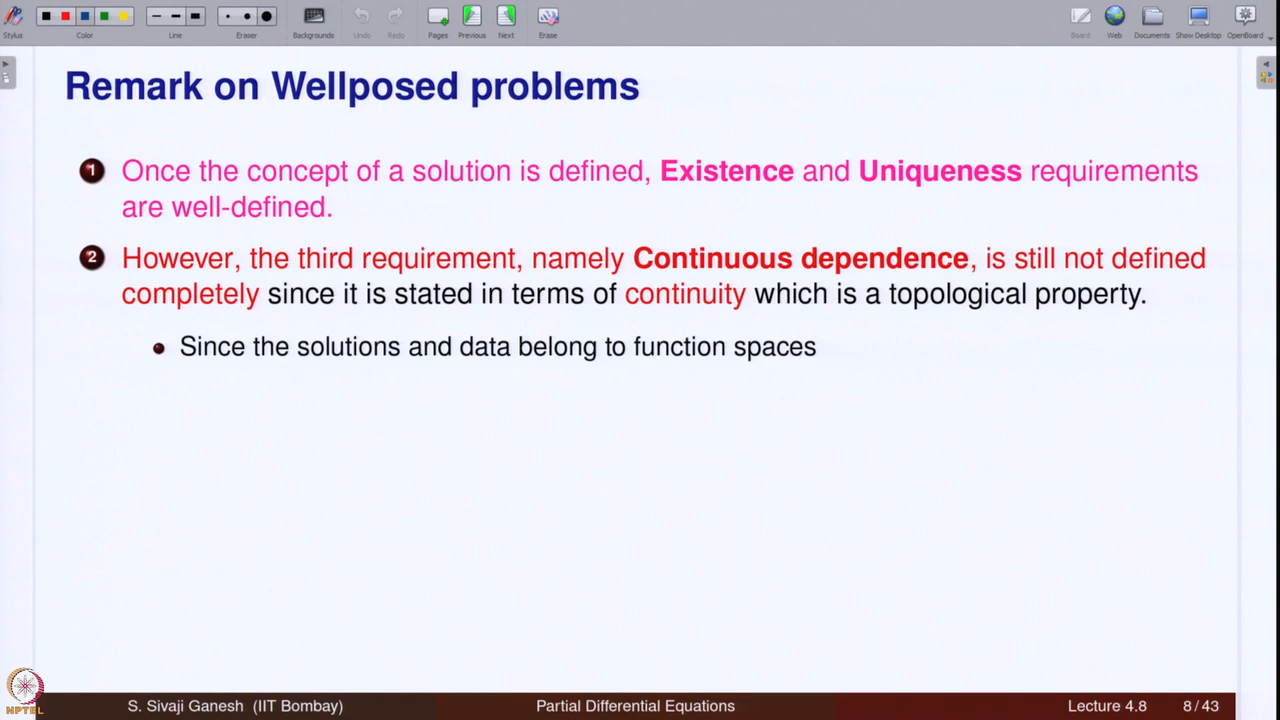 Stylus
Color
Line
Eraser
Backgrounds
Undo
Redo
Pages
Previous
Next
Erase
Board
Web
Documents
Show Desktop
OpenBoard
Remark on Wellposed problems
1 Once the concept of a solution is defined, Existence and Uniqueness requirements
are well-defined.
2 However, the third requirement, namely Continuous dependence, is still not defined
completely since it is stated in terms of continuity which is a topological property.
Since the solutions and data belong to function spaces
NPTEL
S. Sivaji Ganesh (IIT Bombay)
Partial Differential Equations
Lecture 4.8
8 / 43